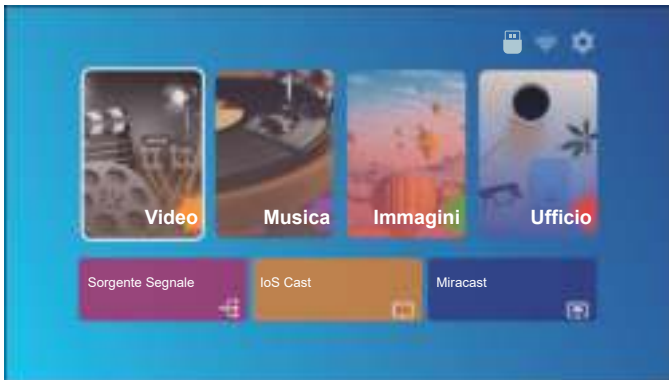 Video
Musica
Immagini
Ufficio
Sorgente Segnale
IoS Cast
Miracast